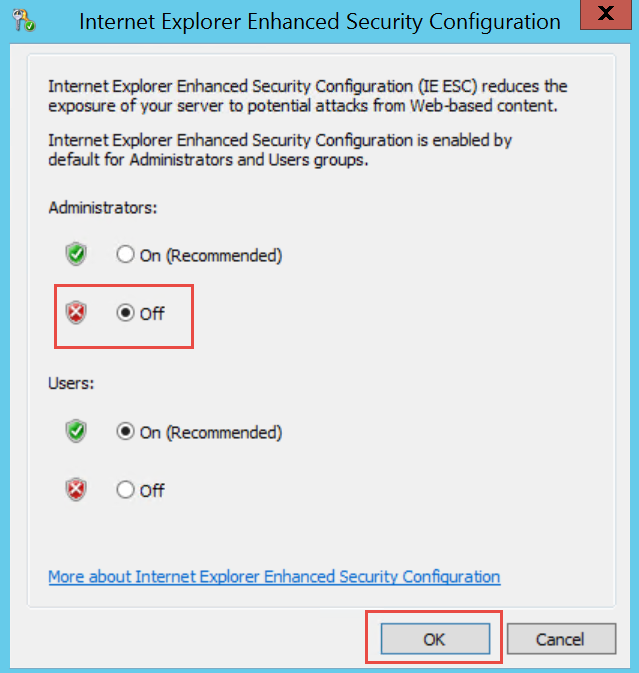 Internet Explorer Enhanced Security Configuration
X
Internet Explorer Enhanced Security Configuration (IE ESC) reduces the
exposure of your server to potential attacks from Web-based content.
Internet Explorer Enhanced Security Configuration is enabled by
default for Administrators and Users groups.
Administrators:
On (Recommended)
Off
Users:
On (Recommended)
Off
More about Internet Explorer Enhanced Security Configuration
OK
Cancel